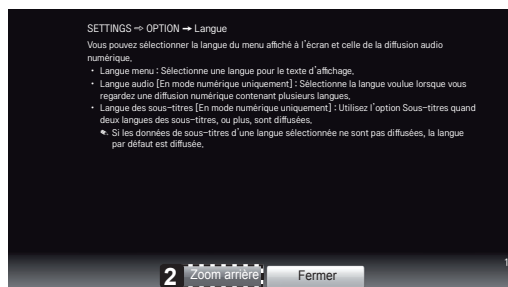 SETTINGS ⇨ OPTION ➙ Langue
Vous pouvez sélectionner la langue du menu affiché à l'écran et celle de la diffusion audio
numérique.
• Langue menu : Sélectionne une langue pour le texte d'affichage.
• Langue audio [En mode numérique uniquement] : Sélectionne la langue voulue lorsque vous
regardez une diffusion numérique contenant plusieurs langues.
• Langue des sous-titres [En mode numérique uniquement] : Utilisez l'option Sous-titres quand
deux langues des sous-titres, ou plus, sont diffusées.
✎ Si les données de sous-titres d'une langue sélectionnée ne sont pas diffusées, la langue
par défaut est diffusée.
1
2 Zoom arrière Fermer